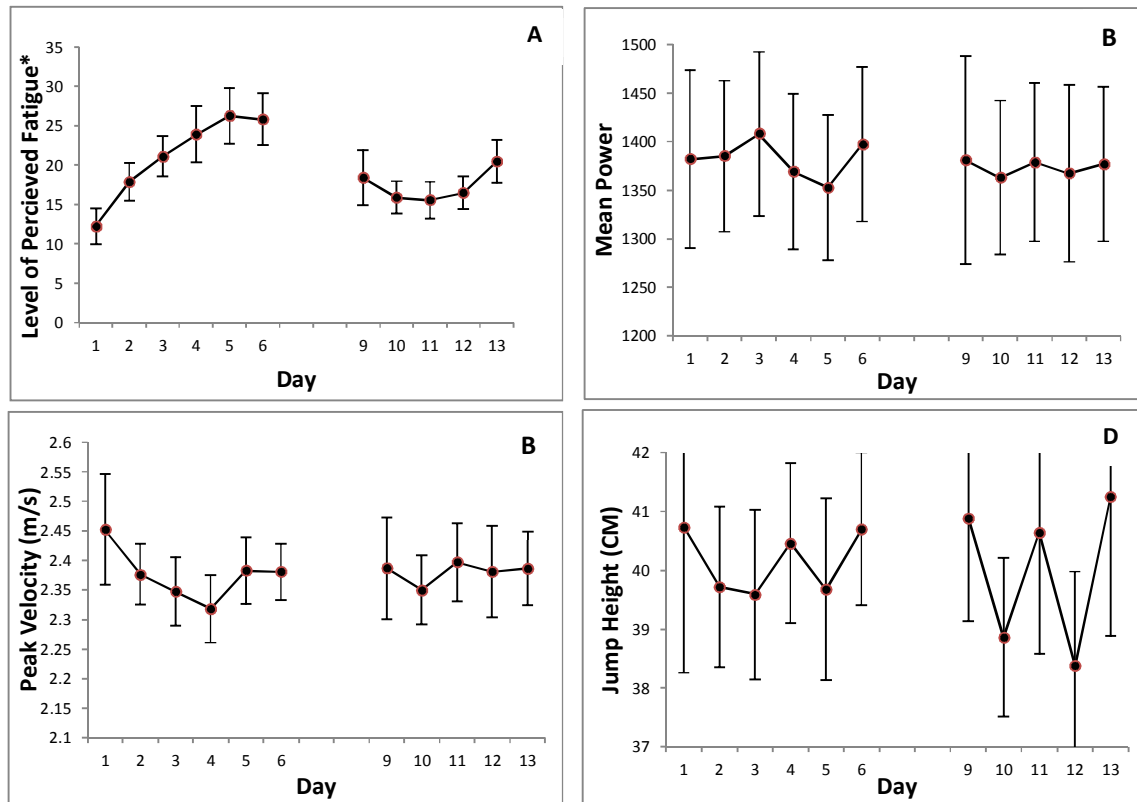 A
Level of Percieved Fatigue*
35
30
25
20
15
10
5
0
1 2 3 4 5 6 9 10 11 12 13
Day
B
Mean Power
1500
1450
1400
1350
1300
1250
1200
1 2 3 4 5 6 9 10 11 12 13
Day
B
Peak Velocity (m/s)
2.6
2.55
2.5
2.45
2.4
2.35
2.3
2.25
2.2
2.15
2.1
1 2 3 4 5 6 9 10 11 12 13
Day
D
Jump Height (CM)
42
41
40
39
38
37
1 2 3 4 5 6 9 10 11 12 13
Day